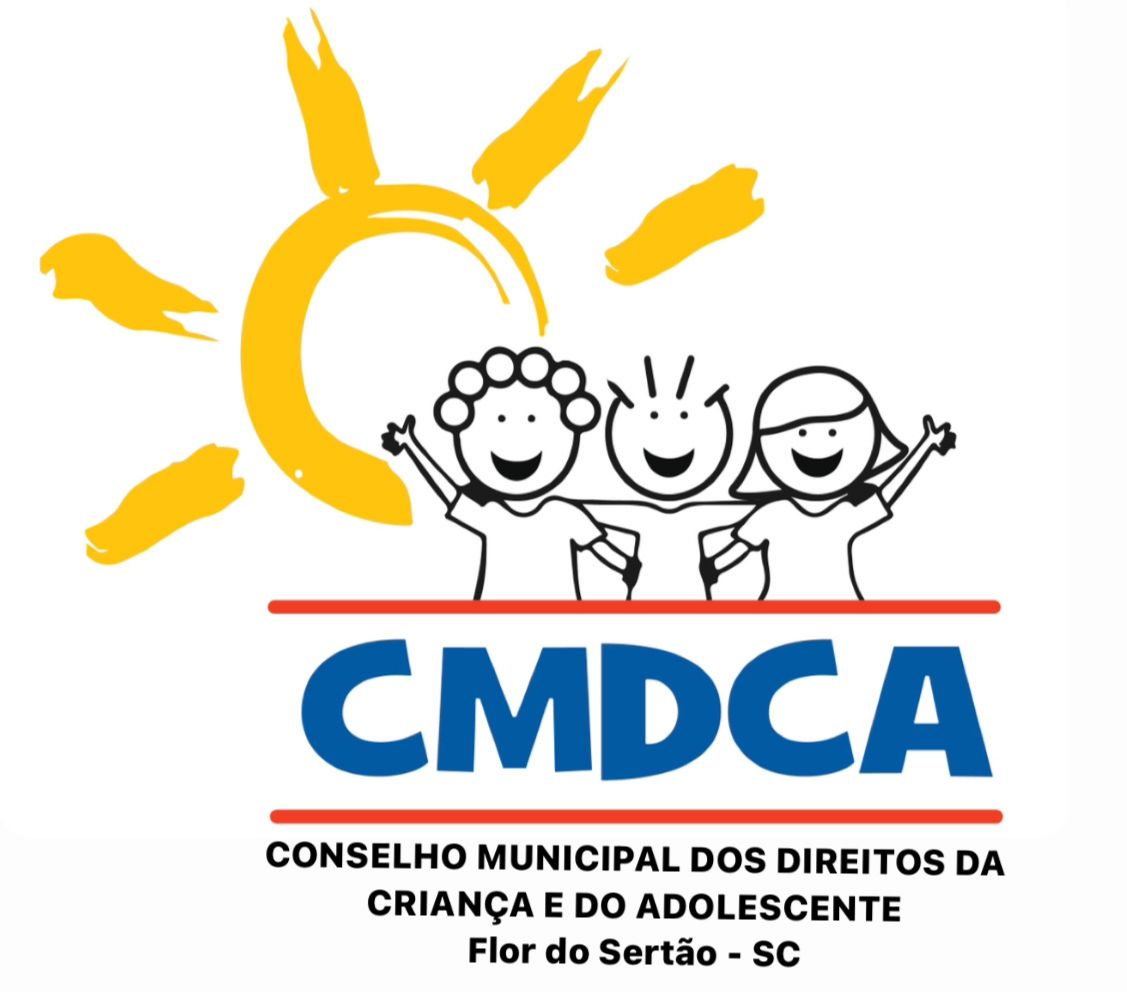 CMDCA
CONSELHO MUNICIPAL DOS DIREITOS DA
CRIANÇA E DO ADOLESCENTE
Flor do Sertão - SC